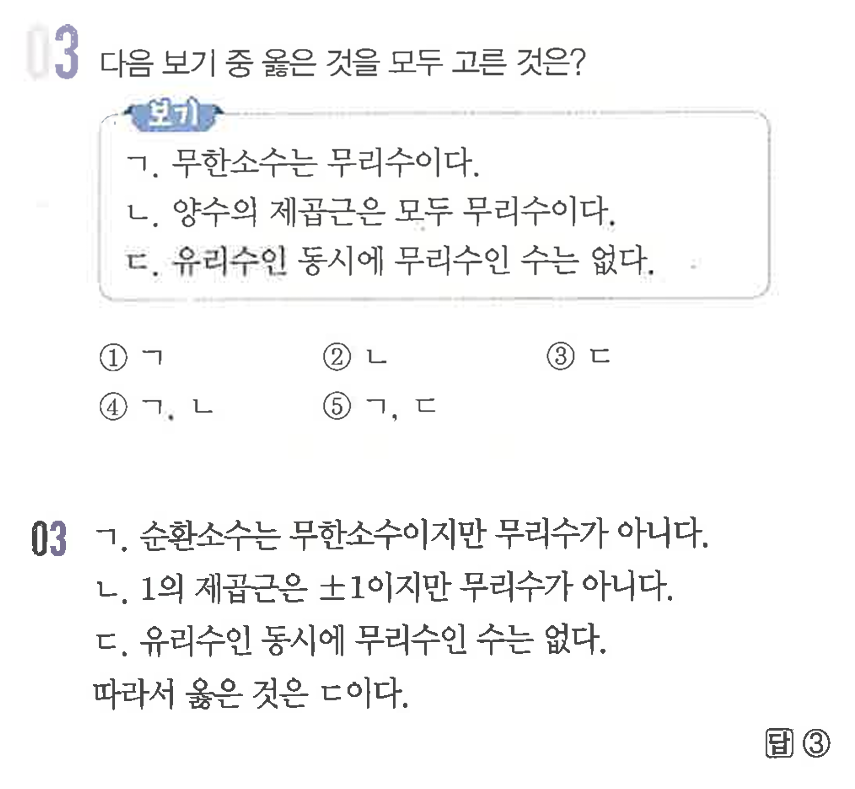 03 다음 보기 중 옳은 것을 모두 고른 것은?
보기
ㄱ. 무한소수는 무리수이다.
ㄴ. 양수의 제곱근은 모두 무리수이다.
ㄷ. 유리수인 동시에 무리수인 수는 없다.
① ㄱ ② ㄴ ③ ㄷ
④ ㄱ, ㄴ ⑤ ㄱ, ㄷ
03 ㄱ. 순환소수는 무한소수이지만 무리수가 아니다.
ㄴ. 1의 제곱근은 ±1이지만 무리수가 아니다.
ㄷ. 유리수인 동시에 무리수인 수는 없다.
따라서 옳은 것은 ㄷ이다.
답 ③